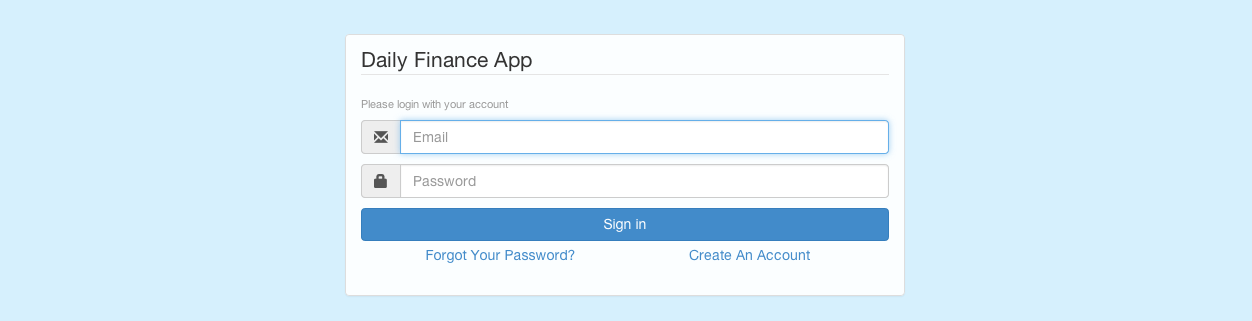 Daily Finance App
Please login with your account
Email
Password
Sign in
Forgot Your Password? Create An Account